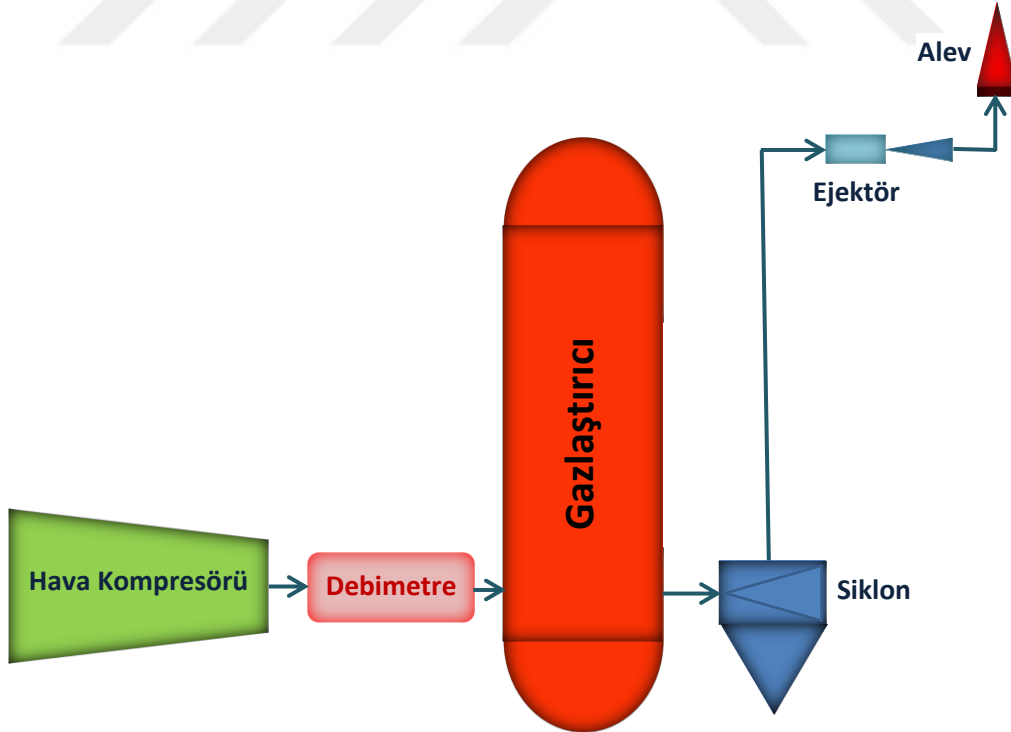 Alev
Ejektör
Gazlaştırıcı
Hava Kompresörü
Debimetre
Siklon